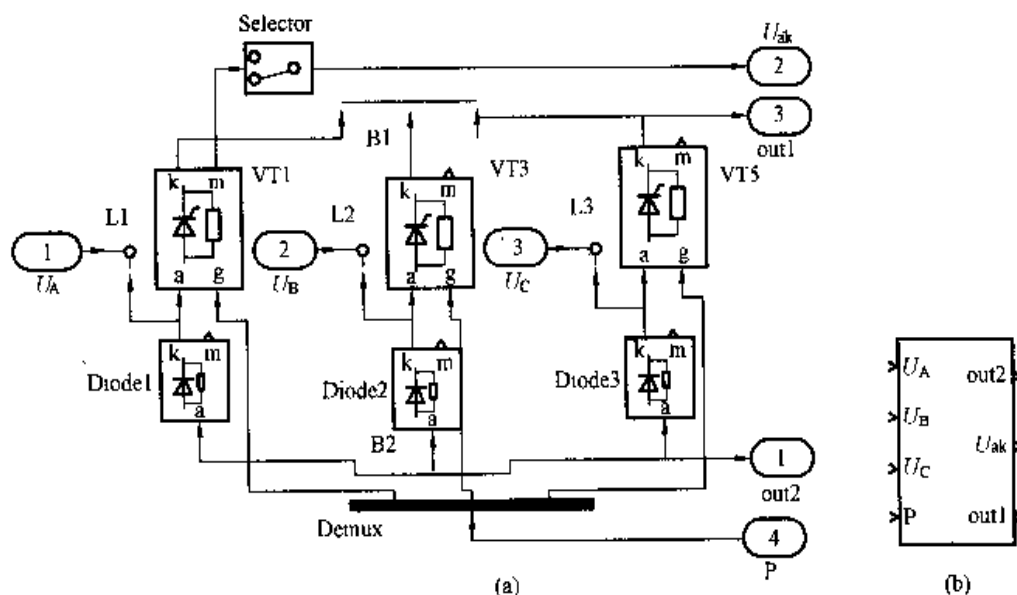 Selector
U_ak
2
3
out1
B1
k m
VT1
k m
VT3
k m
VT5
L1
L2
L3
1
U_A
2
U_B
3
U_C
a g
a g
a g
k m
Diode1
a
k m
Diode2
a
k m
Diode3
a
B2
1
out2
Demux
4
P
(a)
U_A
out2
U_B
U_ak
U_C
P
out1
(b)